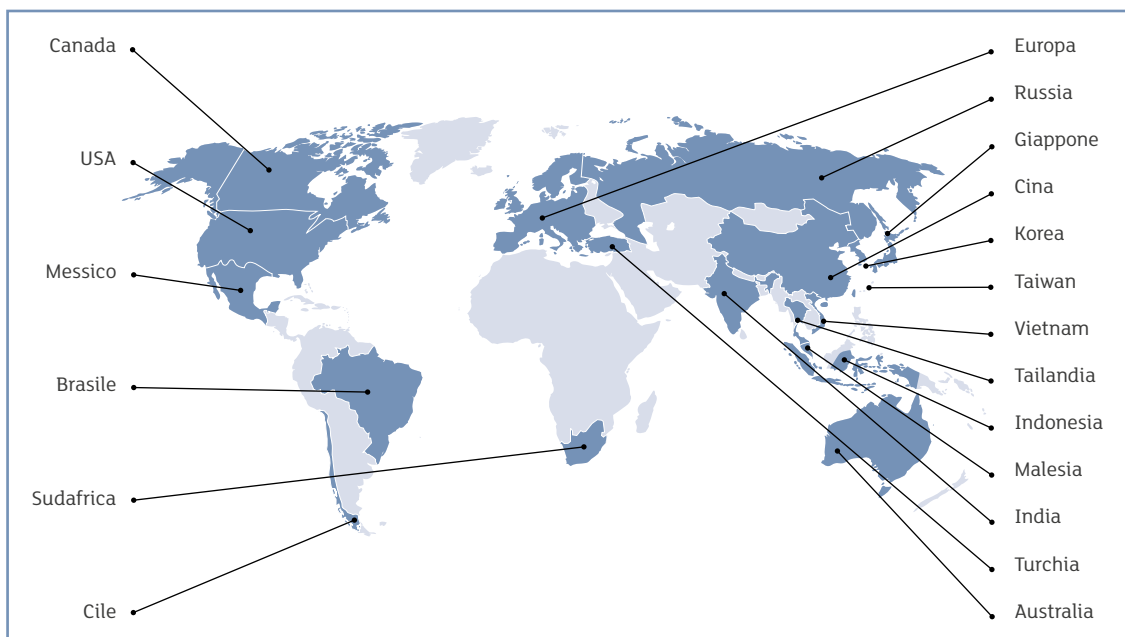 Canada
USA
Messico
Brasile
Sudafrica
Cile
Europa
Russia
Giappone
Cina
Korea
Taiwan
Vietnam
Tailandia
Indonesia
Malesia
India
Turchia
Australia